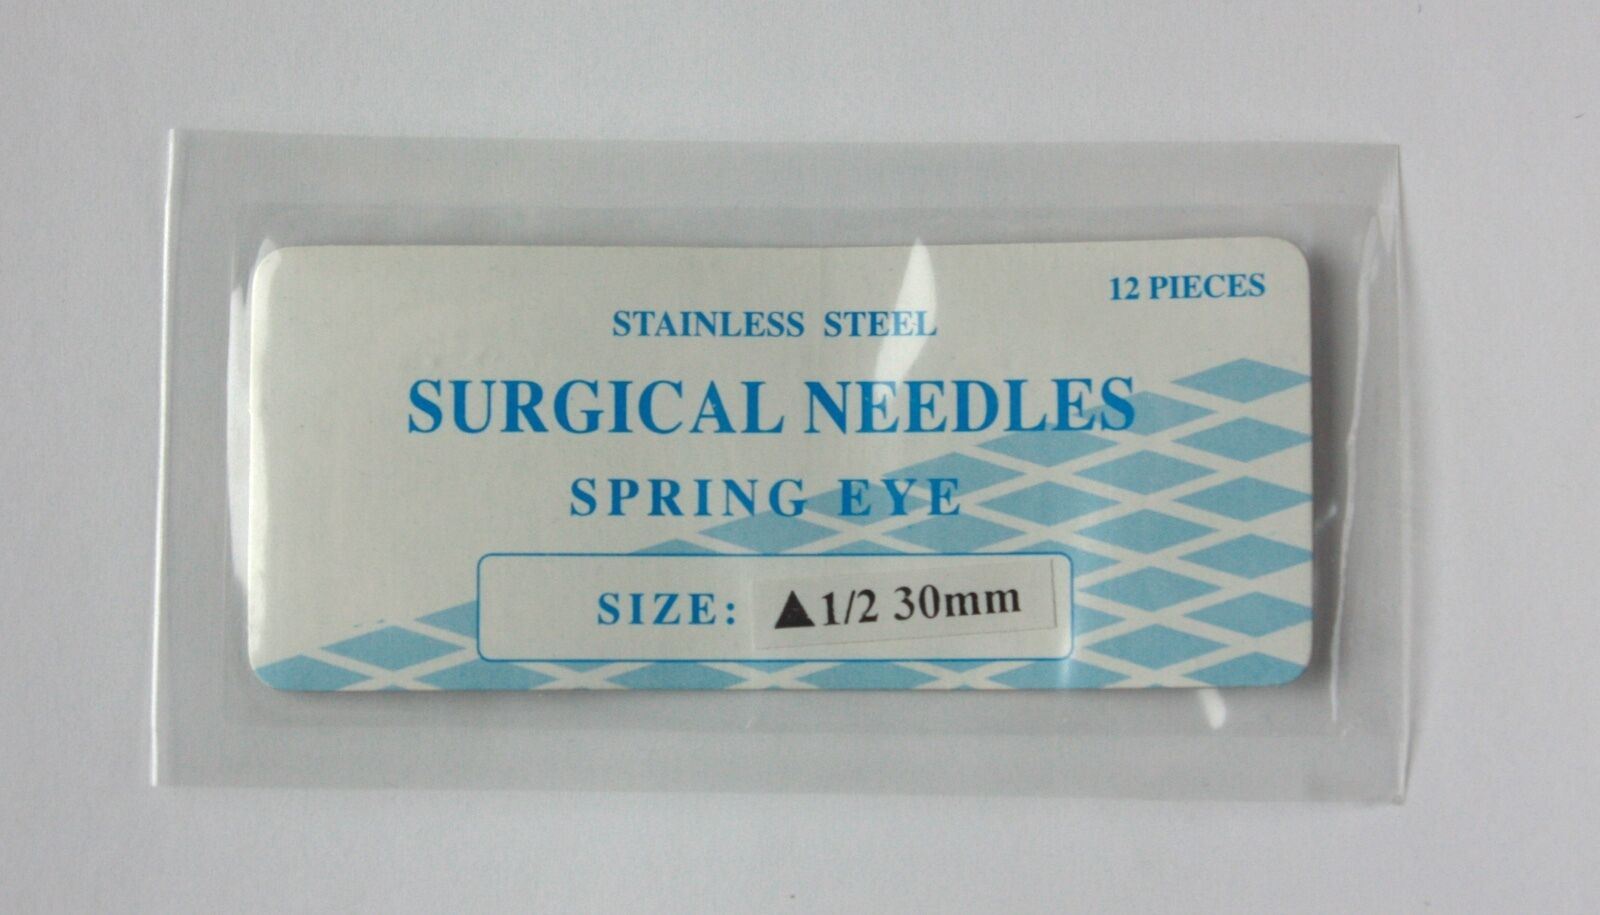 12 PIECES
STAINLESS STEEL
SURGICAL NEEDLES
SPRING EYE
SIZE: ▲1/2 30mm